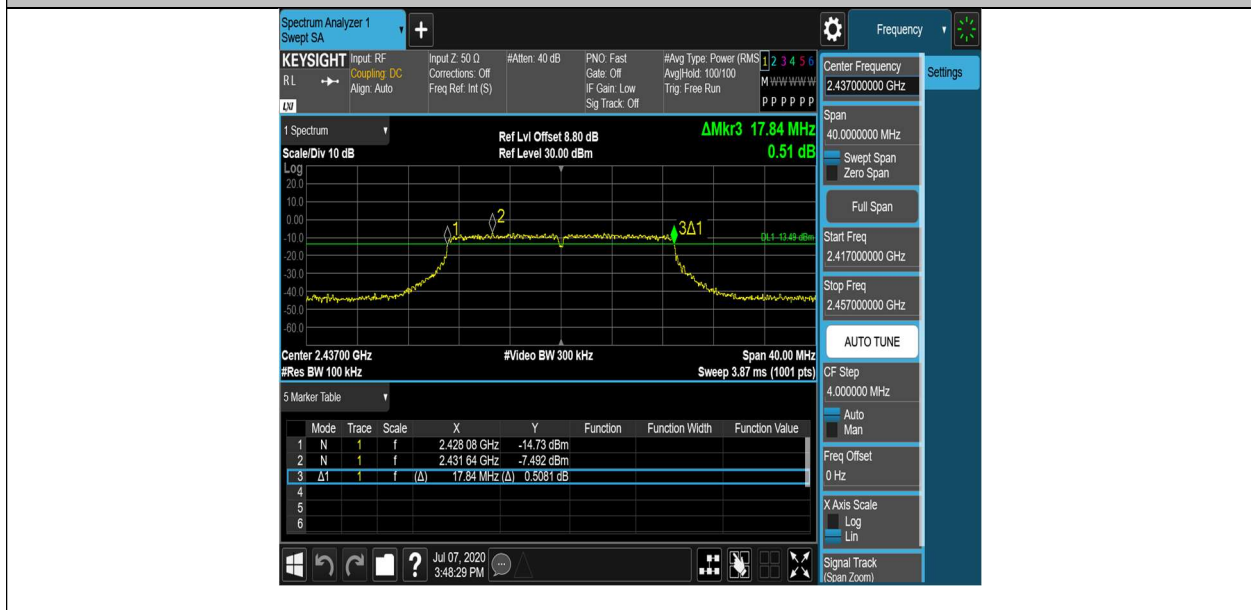 Spectrum Analyzer 1
Swept SA
+
Frequency
KEYSIGHT
RL
LXI
Input: RF
Coupling: DC
Align: Auto
Input Z: 50 Ω
Corrections: Off
Freq Ref: Int (S)
#Atten: 40 dB
PNO: Fast
Gate: Off
IF Gain: Low
Sig Track: Off
#Avg Type: Power (RMS
Avg|Hold: 100/100
Trig: Free Run
1 2 3 4 5 6
M W W W W W
P P P P P P
1 Spectrum
Scale/Div 10 dB
Ref Lvl Offset 8.80 dB
Ref Level 30.00 dBm
ΔMkr3 17.84 MHz
0.51 dB
Log
20.0
10.0
0.00
-10.0
-20.0
-30.0
-40.0
-50.0
-60.0
1
2
3Δ1
DL1 -13.49 dBm
Center 2.43700 GHz
#Video BW 300 kHz
Span 40.00 MHz
#Res BW 100 kHz
Sweep 3.87 ms (1001 pts)
5 Marker Table
Mode Trace Scale X Y Function Function Width Function Value
1 N 1 f 2.428 08 GHz -14.73 dBm
2 N 1 f 2.431 64 GHz -7.492 dBm
3 Δ1 1 f (Δ) 17.84 MHz (Δ) 0.5081 dB
4
5
6
?
Jul 07, 2020
3:48:29 PM
Settings
Center Frequency
2.437000000 GHz
Span
40.0000000 MHz
Swept Span
Zero Span
Full Span
Start Freq
2.417000000 GHz
Stop Freq
2.457000000 GHz
AUTO TUNE
CF Step
4.000000 MHz
Auto
Man
Freq Offset
0 Hz
X Axis Scale
Log
Lin
Signal Track
(Span Zoom)